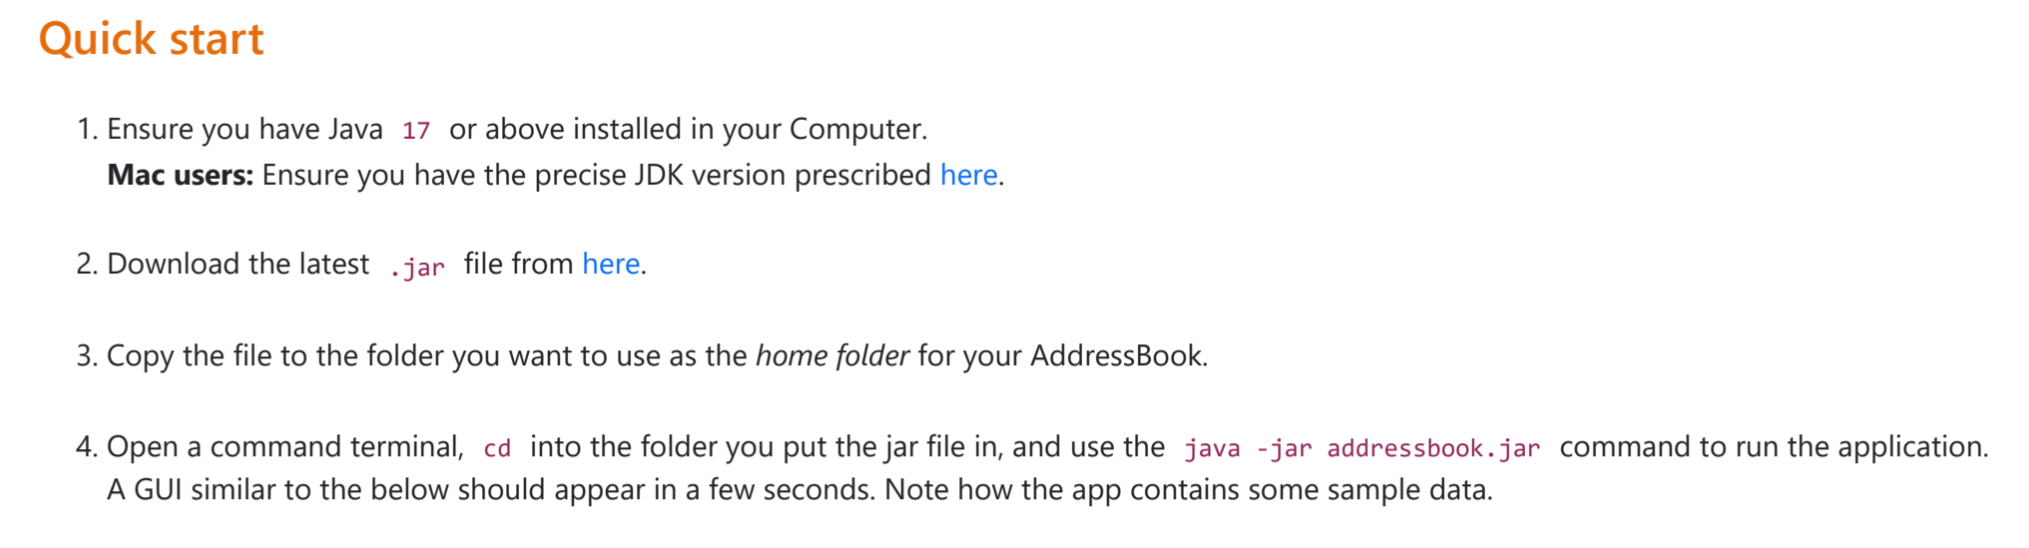 Quick start
1. Ensure you have Java 17 or above installed in your Computer.
Mac users: Ensure you have the precise JDK version prescribed here.
2. Download the latest .jar file from here.
3. Copy the file to the folder you want to use as the home folder for your AddressBook.
4. Open a command terminal, cd into the folder you put the jar file in, and use the java -jar addressbook.jar command to run the application.
A GUI similar to the below should appear in a few seconds. Note how the app contains some sample data.